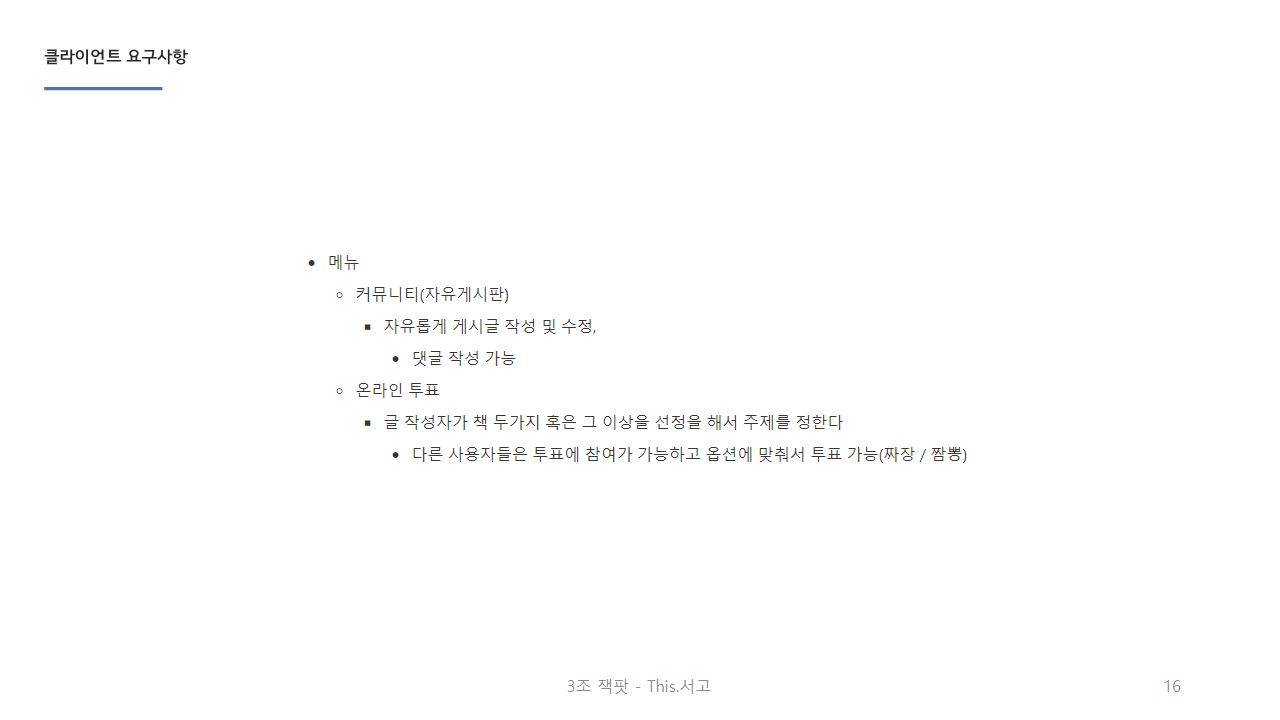 클라이언트 요구사항
• 메뉴
○ 커뮤니티(자유게시판)
▪ 자유롭게 게시글 작성 및 수정,
• 댓글 작성 가능
○ 온라인 투표
▪ 글 작성자가 책 두가지 혹은 그 이상을 선정을 해서 주제를 정한다
• 다른 사용자들은 투표에 참여가 가능하고 옵션에 맞춰서 투표 가능(짜장 / 짬뽕)
3조 잭팟 - This.서고
16